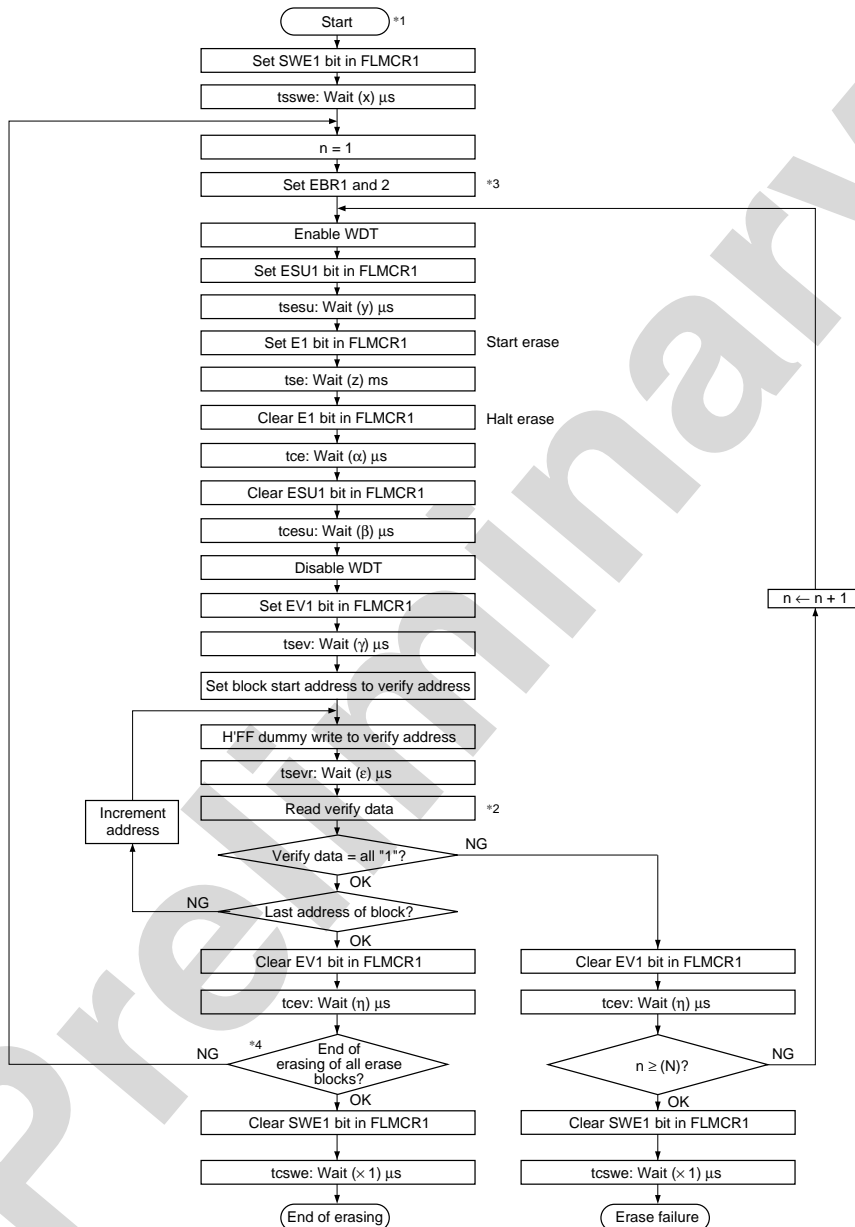 Start
*1
Set SWE1 bit in FLMCR1
tsswe: Wait (x) μs
n = 1
Set EBR1 and 2
*3
Enable WDT
Set ESU1 bit in FLMCR1
tsesu: Wait (y) μs
Set E1 bit in FLMCR1
Start erase
tse: Wait (z) ms
Clear E1 bit in FLMCR1
Halt erase
tce: Wait (α) μs
Clear ESU1 bit in FLMCR1
tcesu: Wait (β) μs
Disable WDT
Set EV1 bit in FLMCR1
n ← n + 1
tsev: Wait (γ) μs
Set block start address to verify address
H'FF dummy write to verify address
tsevr: Wait (ε) μs
Read verify data
*2
Increment
address
Verify data = all "1"?
NG
OK
Last address of block?
NG
OK
Clear EV1 bit in FLMCR1
Clear EV1 bit in FLMCR1
tcev: Wait (η) μs
tcev: Wait (η) μs
*4
End of
erasing of all erase
blocks?
NG
n ≥ (N)?
NG
OK
OK
Clear SWE1 bit in FLMCR1
Clear SWE1 bit in FLMCR1
tcswe: Wait (× 1) μs
tcswe: Wait (× 1) μs
End of erasing
Erase failure
Preliminary